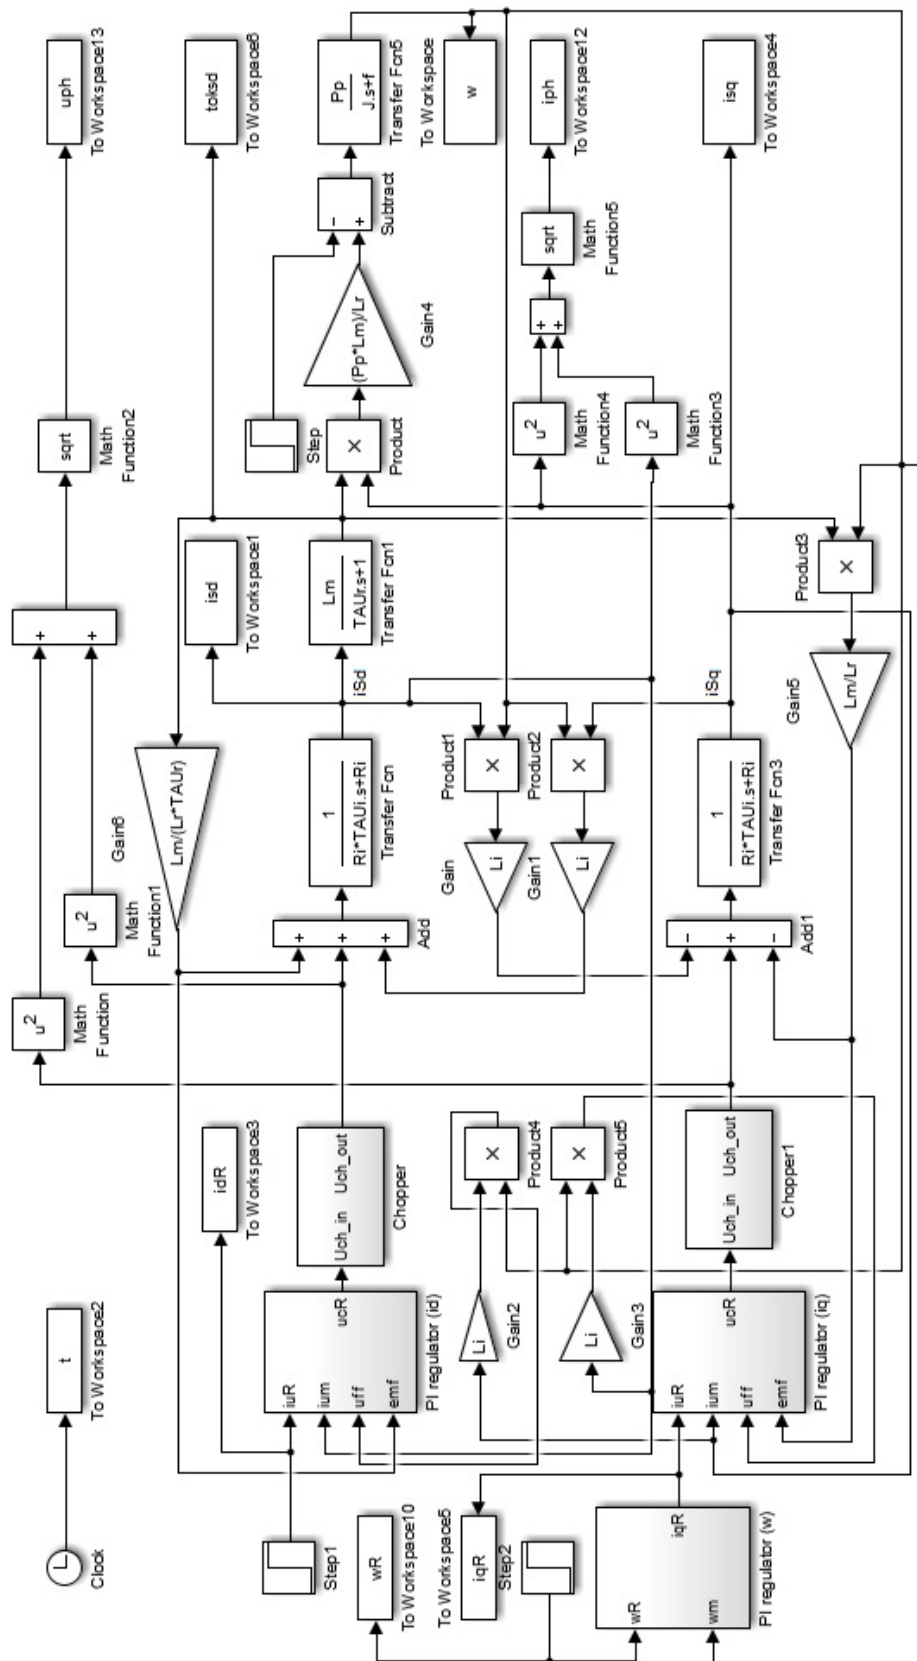 Clock
t
To Workspace2
uph
To Workspace13
sqrt
Math
Function2
+
+
u²
Math
Function
u²
Math
Function1
Lm/(Lr*TAUr)
Gain6
toksd
To Workspace6
isd
To Workspace1
idR
To Workspace3
Step1
iuR
ium
uff
emf
ucR
PI regulator (id)
Uch_in Uch_out
Chopper
+
+
+
Add
1
Ri*TAUi.s+Ri
Transfer Fcn
iSd
Lm
TAUr.s+1
Transfer Fcn1
Step
×
Product
(Pp*Lm)/Lr
Gain4
−
+
Subtract
Pp
J.s+f
Transfer Fcn5
w
To Workspace
wR
To Workspace10
iqR
To Workspace5
Step2
Li
Gain2
×
Product4
Li
Gain3
×
Product5
Li
Gain
×
Product1
Li
Gain1
×
Product2
u²
Math
Function4
u²
Math
Function3
+
+
sqrt
Math
Function5
iph
To Workspace12
wR
wm
iqR
PI regulator (w)
iuR
ium
uff
emf
ucR
PI regulator (iq)
Uch_in Uch_out
Chopper1
−
+
−
Add1
1
Ri*TAUi.s+Ri
Transfer Fcn3
iSq
isq
To Workspace4
Lm/Lr
Gain5
×
Product3